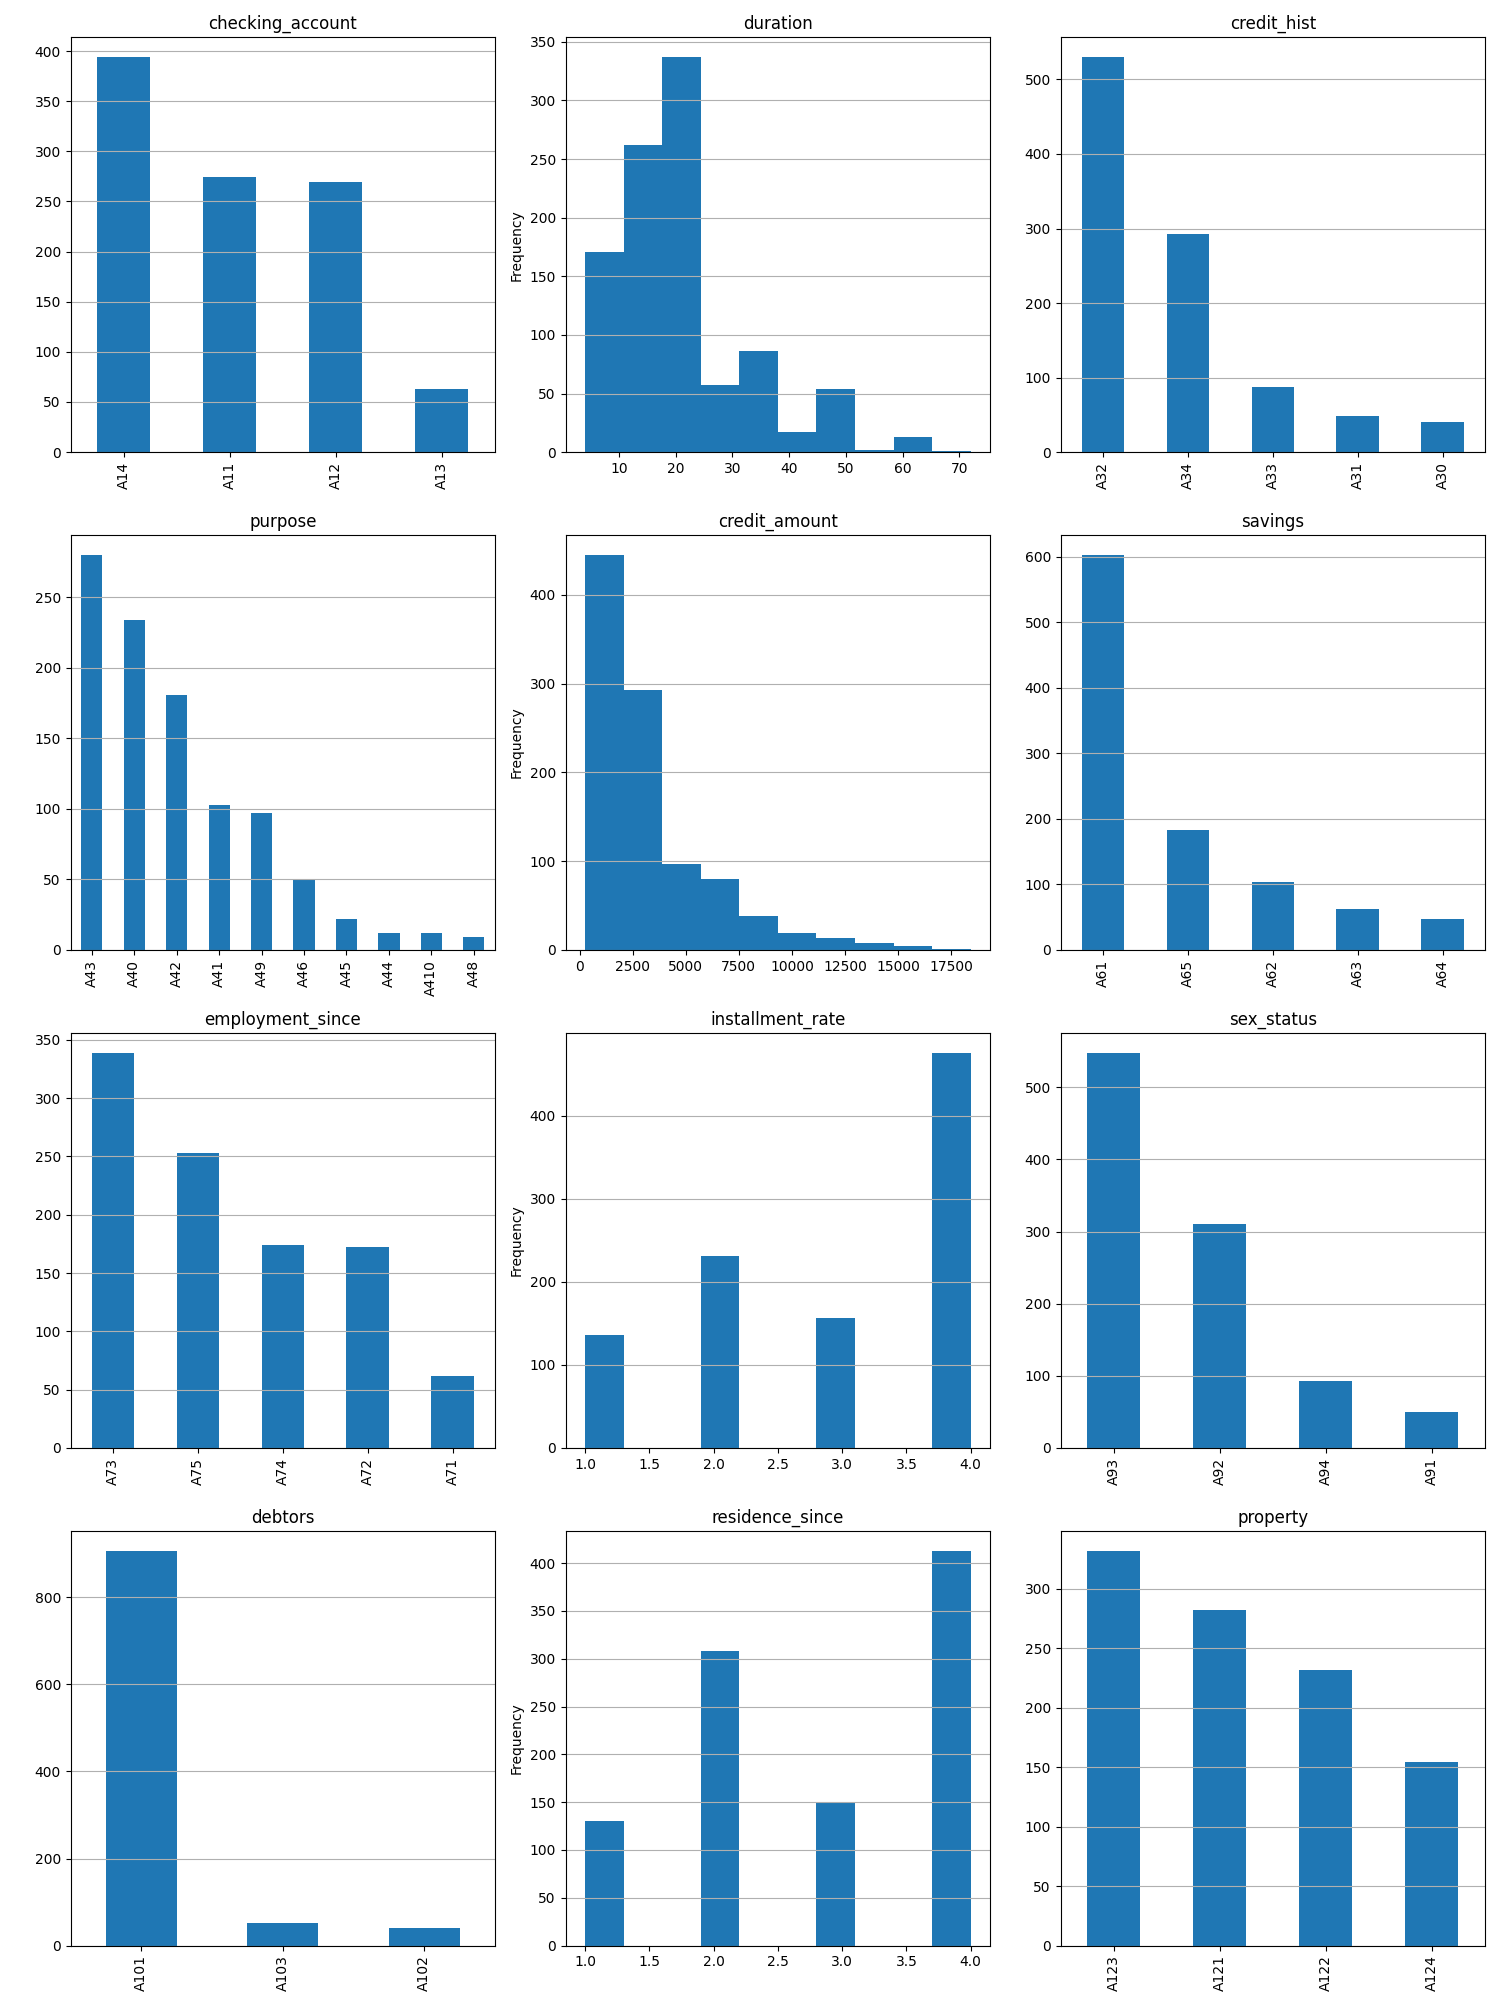 checking_account
400
350
300
250
200
150
100
50
0
A14 A11 A12 A13
duration
Frequency
350
300
250
200
150
100
50
0
10 20 30 40 50 60 70
credit_hist
500
400
300
200
100
0
A32 A34 A33 A31 A30
purpose
250
200
150
100
50
0
A43 A40 A42 A41 A49 A46 A45 A44 A410 A48
credit_amount
Frequency
400
300
200
100
0
0 2500 5000 7500 10000 12500 15000 17500
savings
600
500
400
300
200
100
0
A61 A65 A62 A63 A64
employment_since
350
300
250
200
150
100
50
0
A73 A75 A74 A72 A71
installment_rate
Frequency
400
300
200
100
0
1.0 1.5 2.0 2.5 3.0 3.5 4.0
sex_status
500
400
300
200
100
0
A93 A92 A94 A91
debtors
800
600
400
200
0
A101 A103 A102
residence_since
Frequency
400
350
300
250
200
150
100
50
0
1.0 1.5 2.0 2.5 3.0 3.5 4.0
property
300
250
200
150
100
50
0
A123 A121 A122 A124